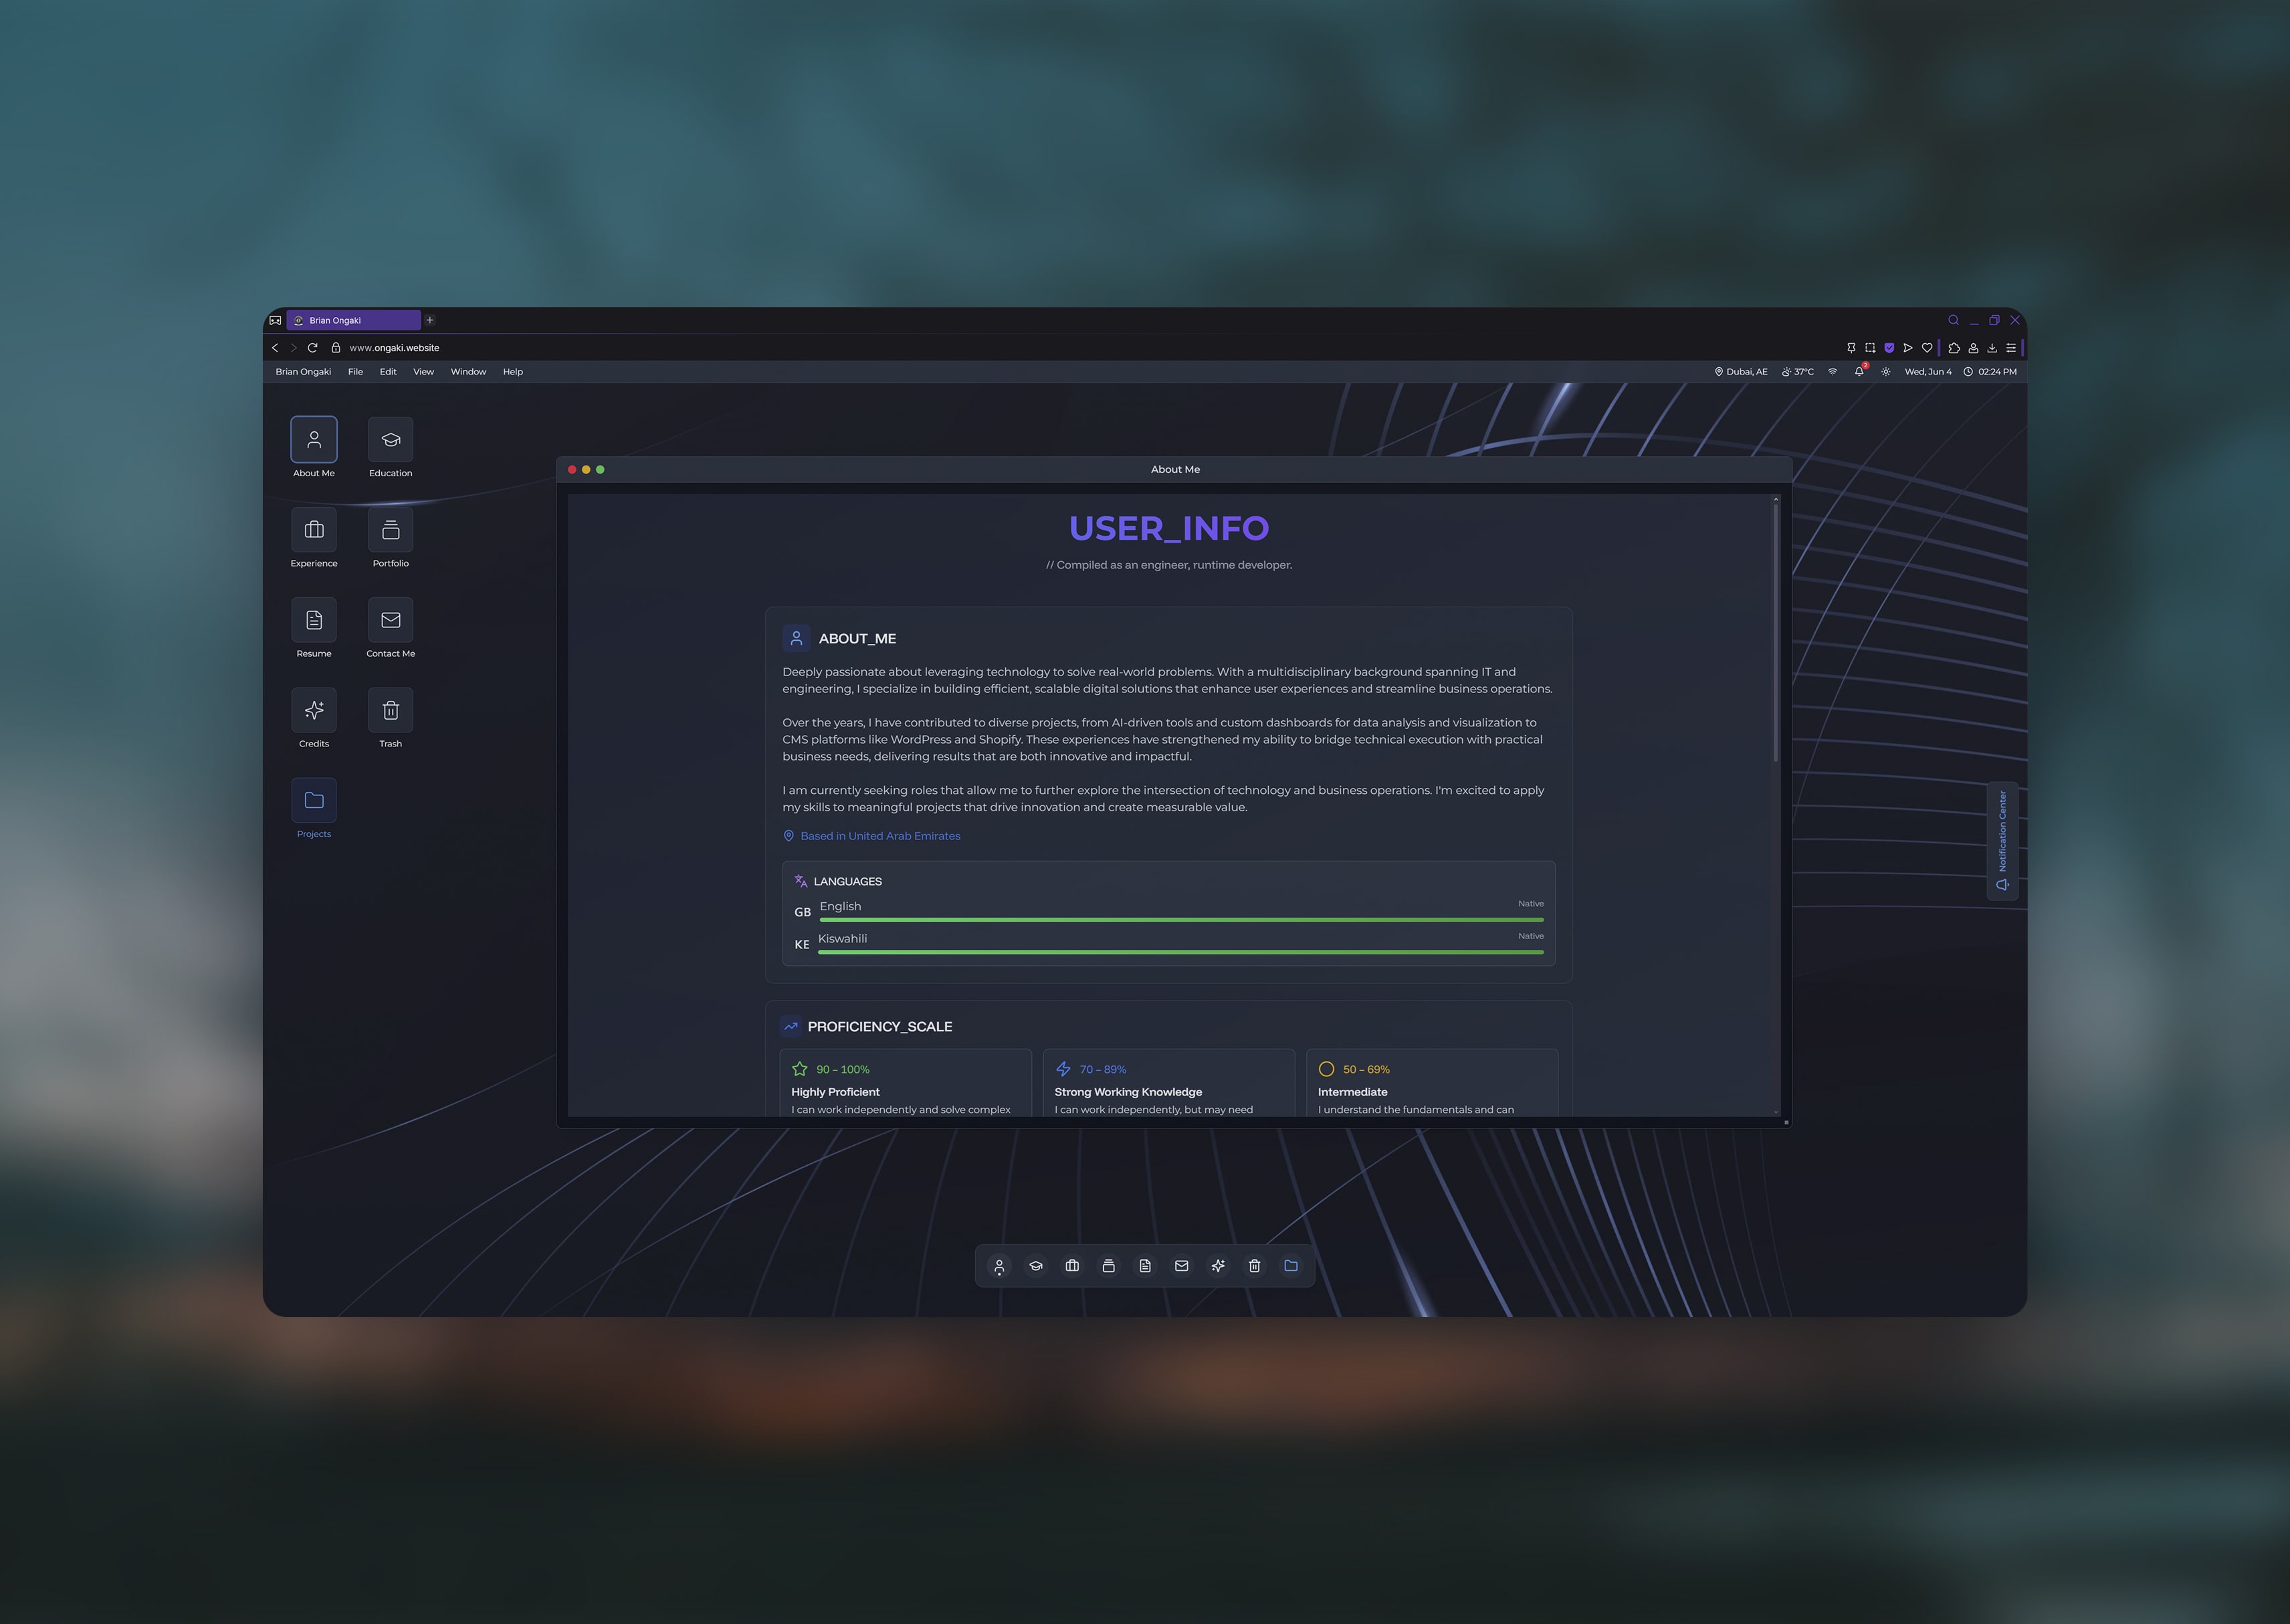 Brian Ongaki
www.ongaki.website
Brian Ongaki File Edit View Window Help
Dubai, AE 37°C 2 Wed, Jun 4 02:24 PM
About Me Education
Experience Portfolio
Resume Contact Me
Credits Trash
Projects
About Me
USER_INFO
// Compiled as an engineer, runtime developer.
ABOUT_ME
Deeply passionate about leveraging technology to solve real-world problems. With a multidisciplinary background spanning IT and
engineering, I specialize in building efficient, scalable digital solutions that enhance user experiences and streamline business operations.
Over the years, I have contributed to diverse projects, from AI-driven tools and custom dashboards for data analysis and visualization to
CMS platforms like WordPress and Shopify. These experiences have strengthened my ability to bridge technical execution with practical
business needs, delivering results that are both innovative and impactful.
I am currently seeking roles that allow me to further explore the intersection of technology and business operations. I'm excited to apply
my skills to meaningful projects that drive innovation and create measurable value.
Based in United Arab Emirates
LANGUAGES
GB English Native
KE Kiswahili Native
PROFICIENCY_SCALE
90 – 100%
Highly Proficient
I can work independently and solve complex
70 – 89%
Strong Working Knowledge
I can work independently, but may need
50 – 69%
Intermediate
I understand the fundamentals and can
Notification Center